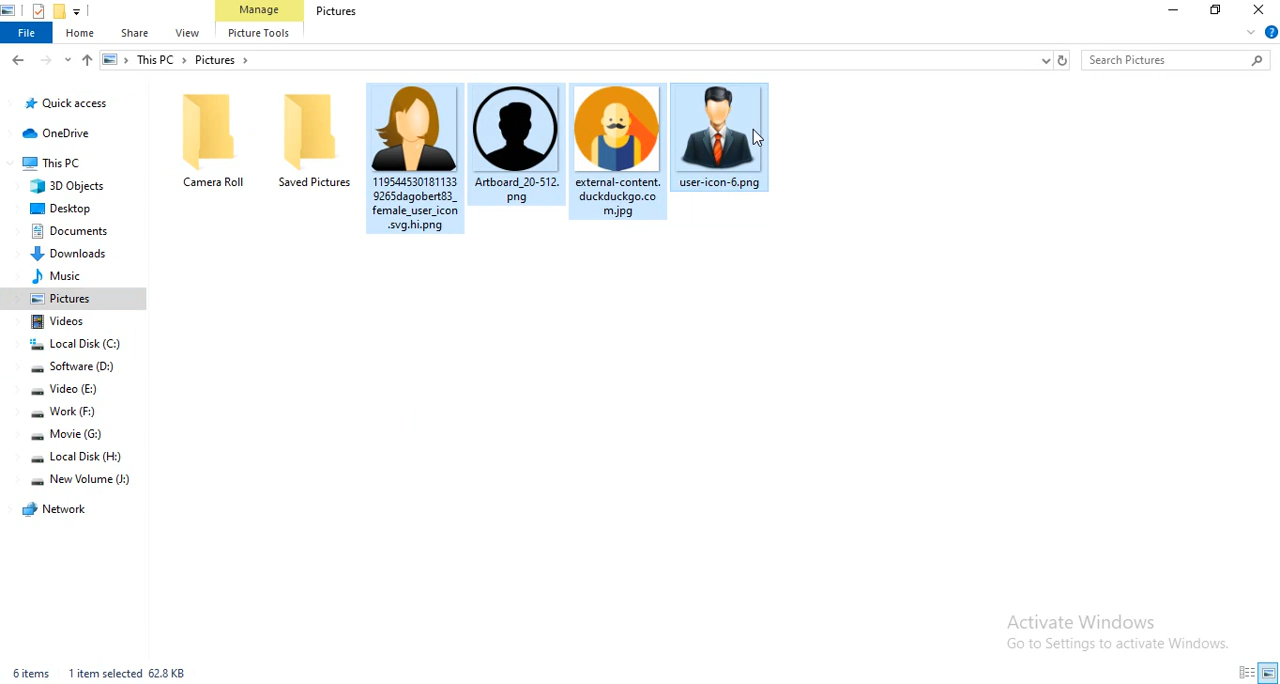 Manage Pictures
File Home Share View Picture Tools
This PC Pictures Search Pictures
Quick access
OneDrive
This PC
3D Objects
Desktop
Documents
Downloads
Music
Pictures
Videos
Local Disk (C:)
Software (D:)
Video (E:)
Work (F:)
Movie (G:)
Local Disk (H:)
New Volume (J:)
Network
Camera Roll
Saved Pictures
119544530181133
9265dagobert83_
female_user_icon
.svg.hi.png
Artboard_20-512.
png
external-content.
duckduckgo.co
m.jpg
user-icon-6.png
Activate Windows
Go to Settings to activate Windows.
6 items 1 item selected 62.8 KB